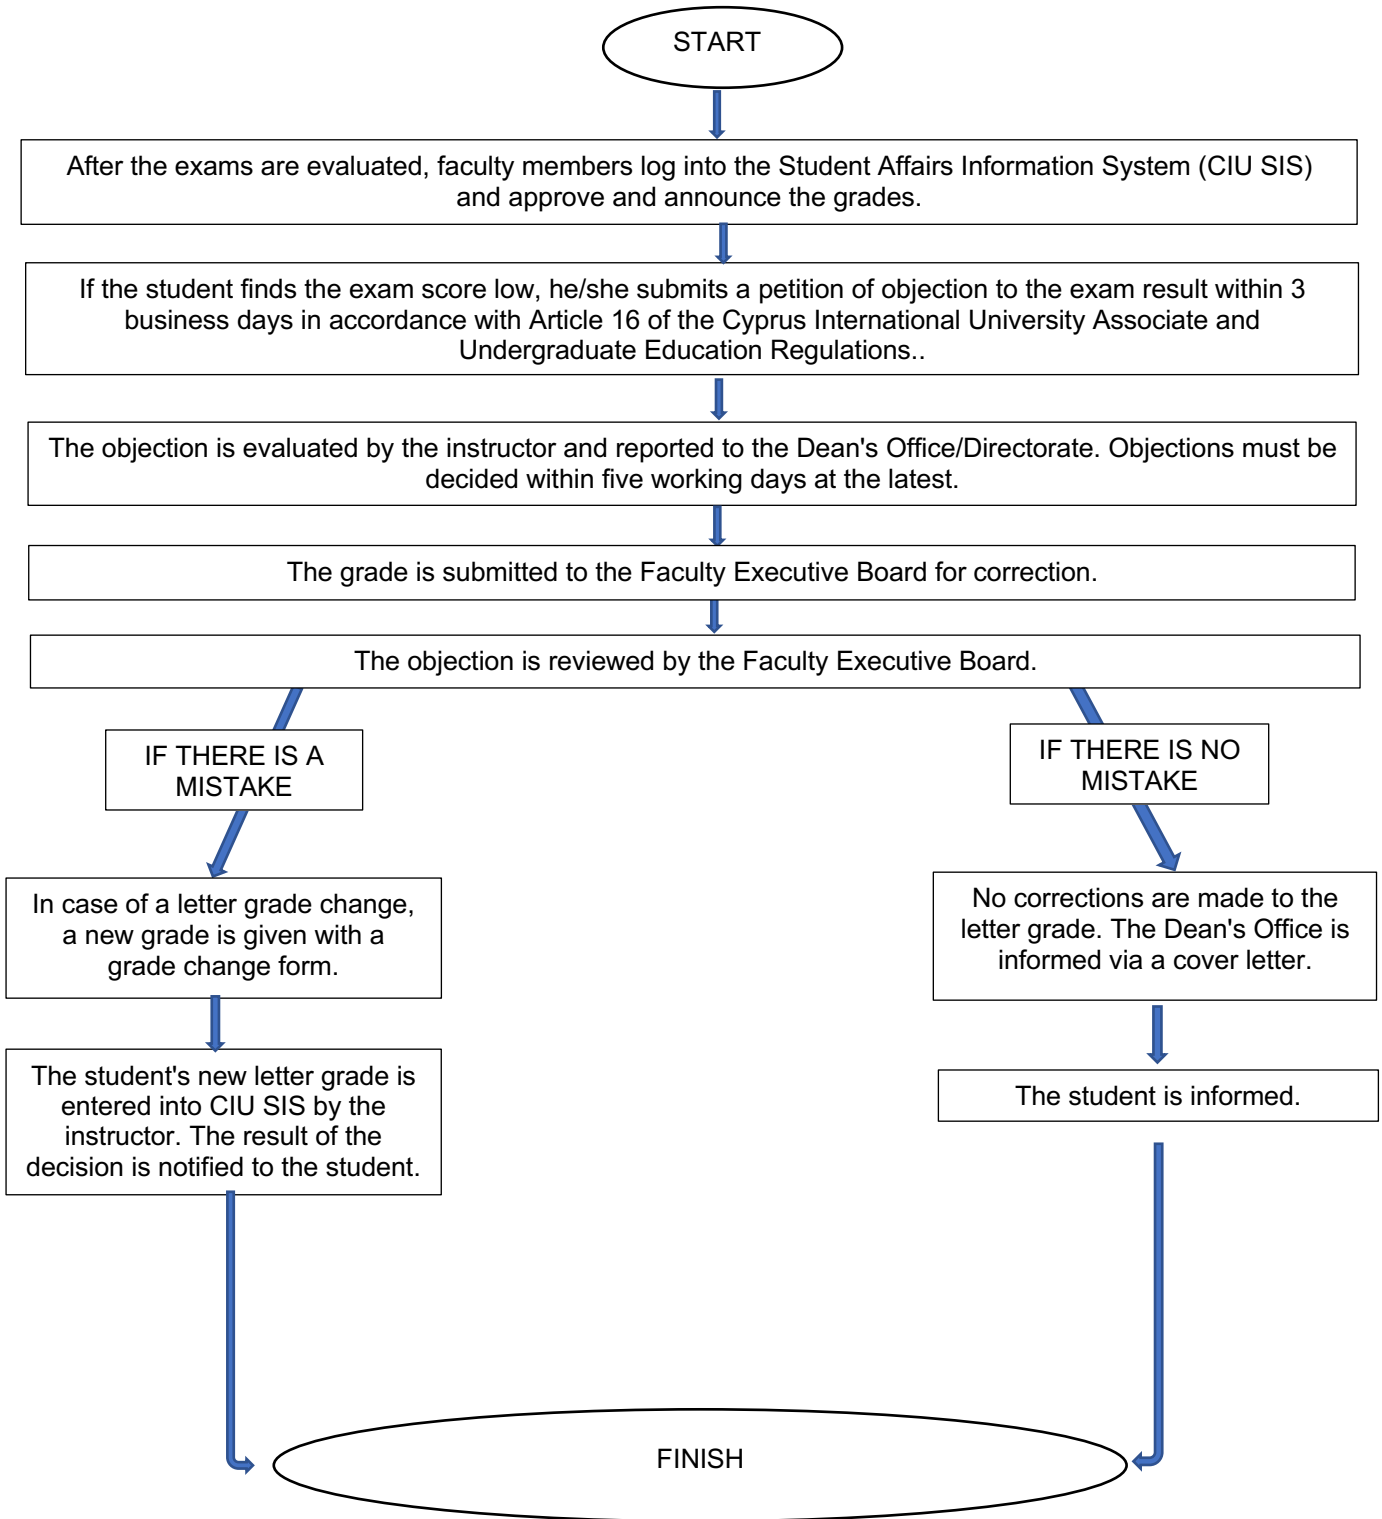 START
After the exams are evaluated, faculty members log into the Student Affairs Information System (CIU SIS)
and approve and announce the grades.
If the student finds the exam score low, he/she submits a petition of objection to the exam result within 3
business days in accordance with Article 16 of the Cyprus International University Associate and
Undergraduate Education Regulations..
The objection is evaluated by the instructor and reported to the Dean's Office/Directorate. Objections must be
decided within five working days at the latest.
The grade is submitted to the Faculty Executive Board for correction.
The objection is reviewed by the Faculty Executive Board.
IF THERE IS A
MISTAKE
IF THERE IS NO
MISTAKE
In case of a letter grade change,
a new grade is given with a
grade change form.
No corrections are made to the
letter grade. The Dean's Office is
informed via a cover letter.
The student's new letter grade is
entered into CIU SIS by the
instructor. The result of the
decision is notified to the student.
The student is informed.
FINISH